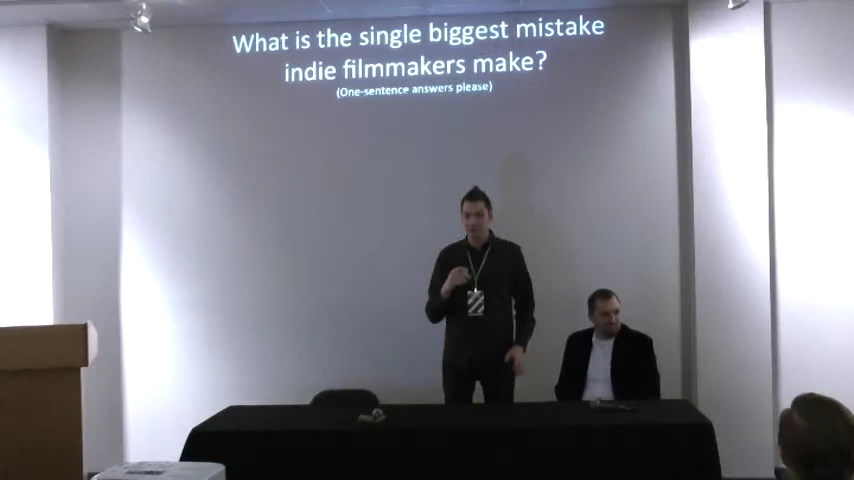 What is the single biggest mistake
indie filmmakers make?
(One-sentence answers please)